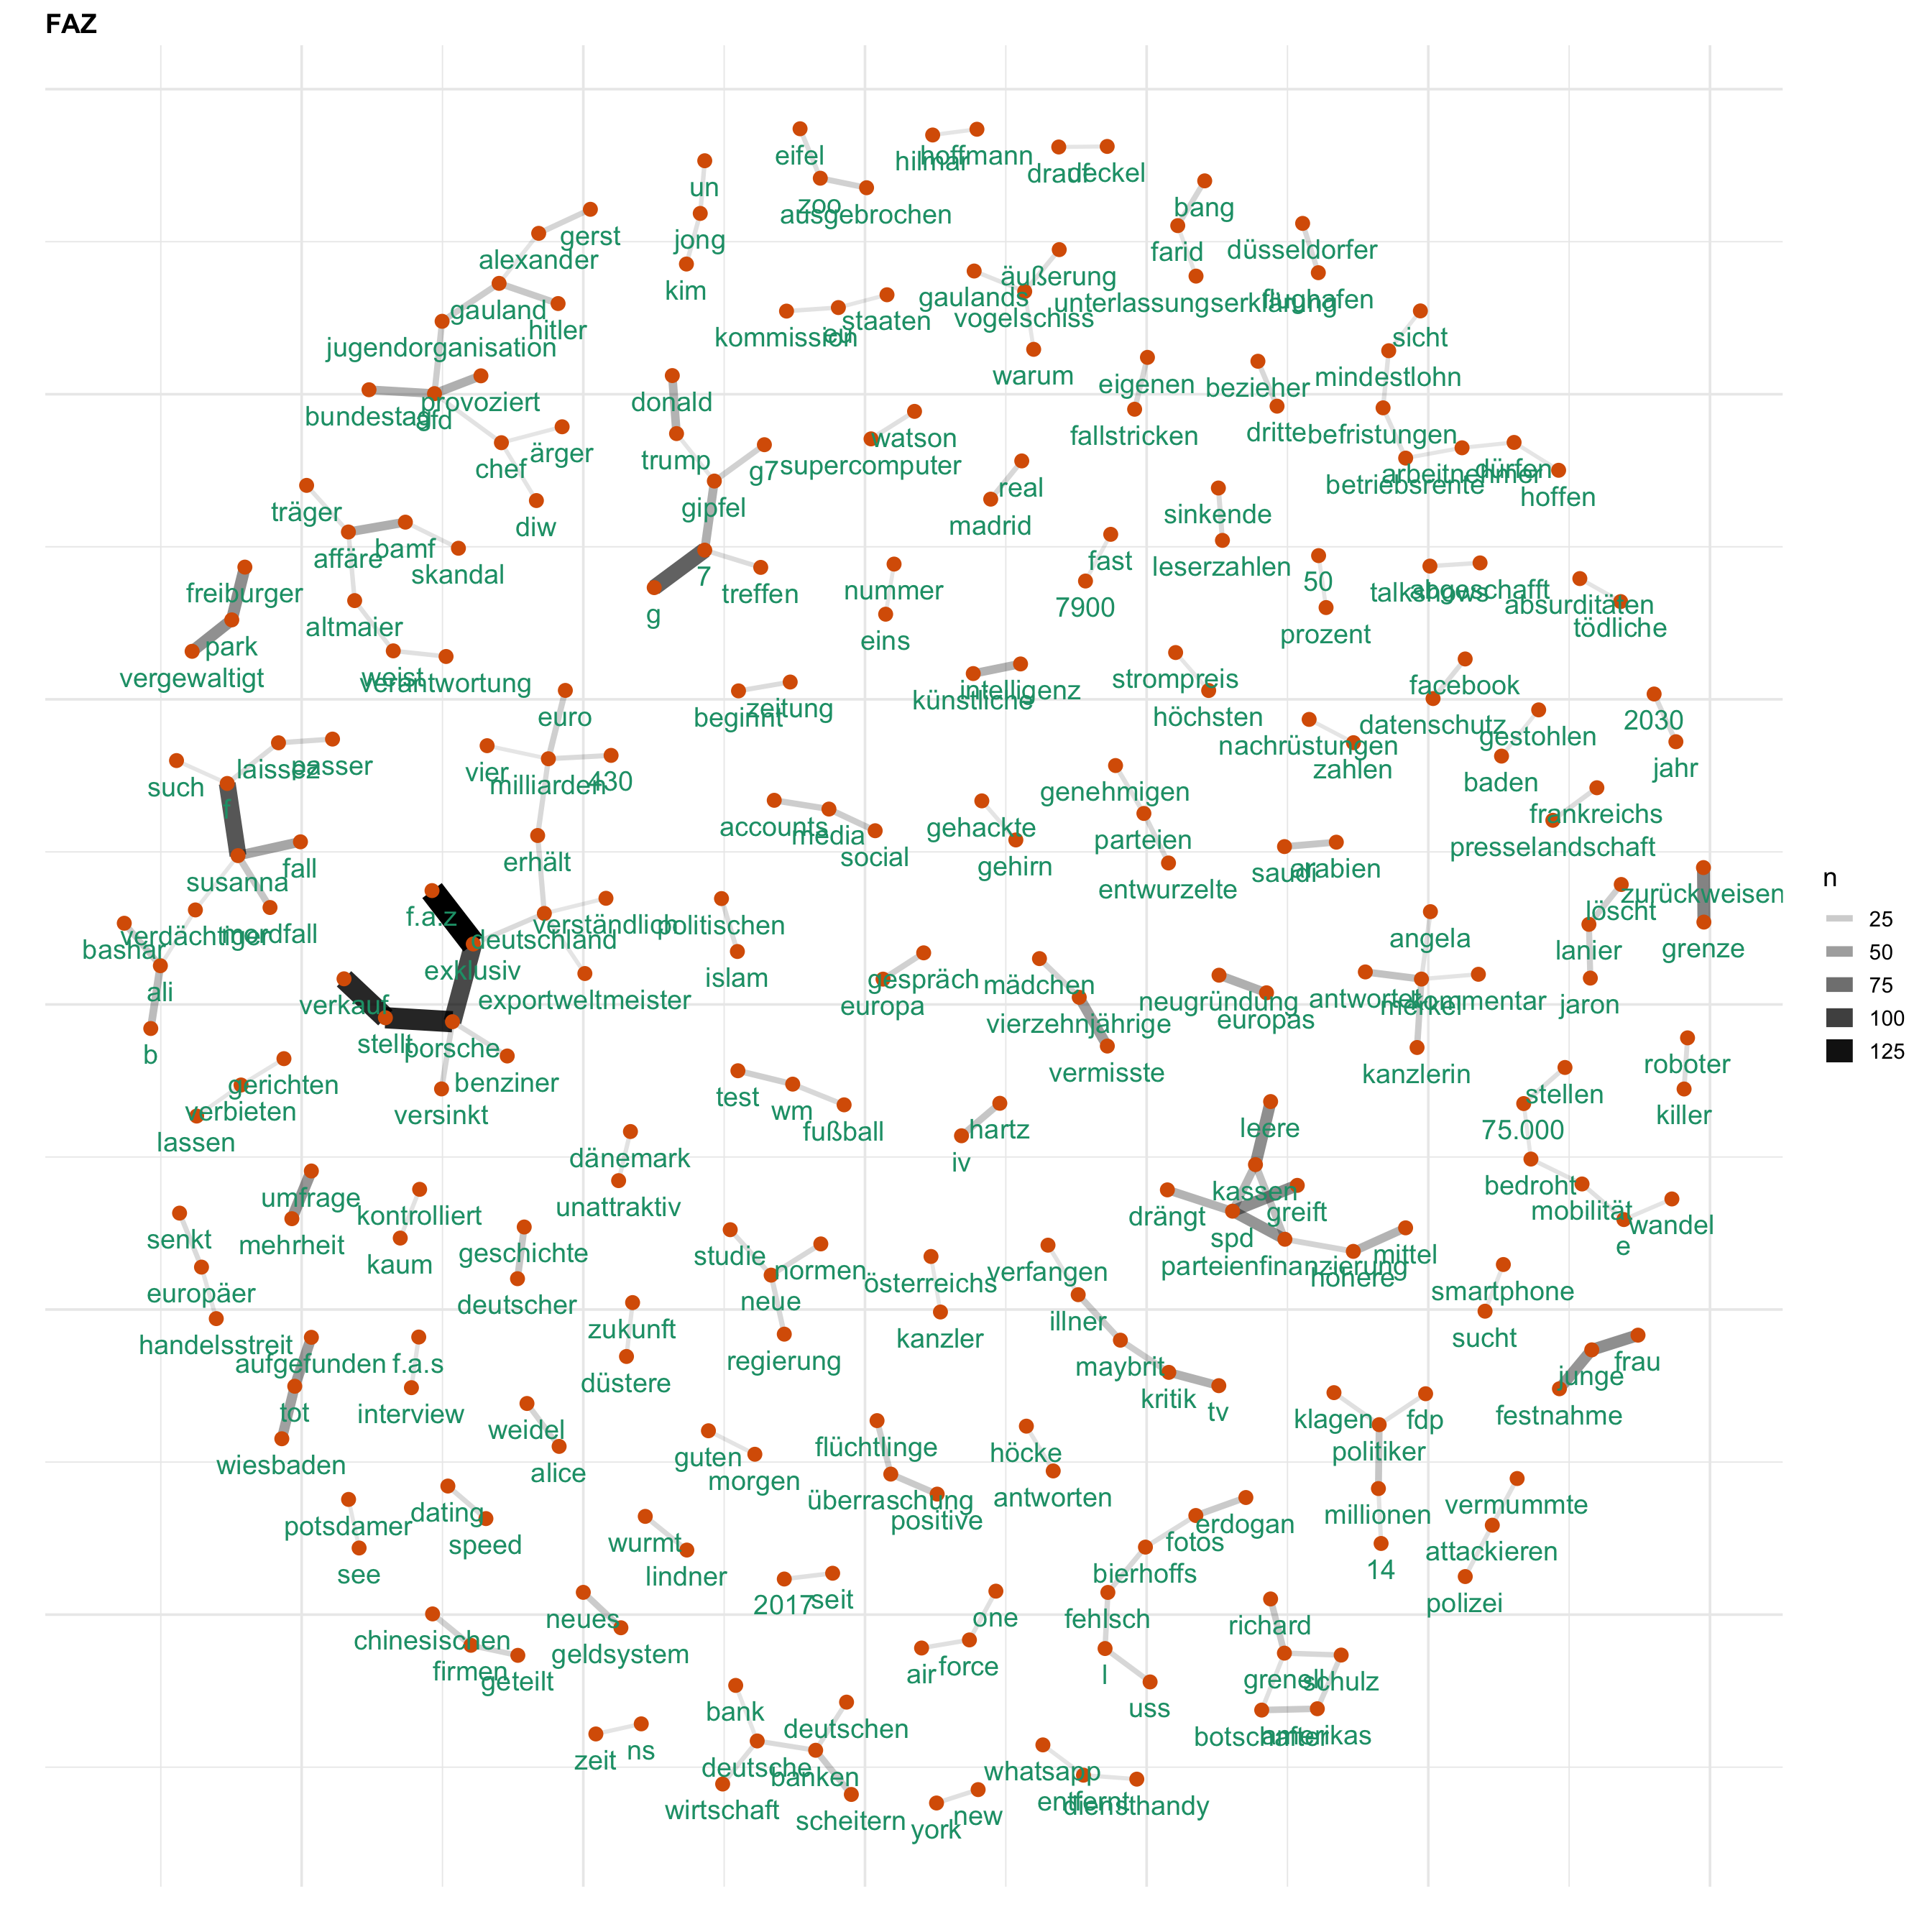 FAZ
eifel
hilmar
hoffmann
drauf
deckel
un
zoo
ausgebrochen
bang
gerst
jong
farid
düsseldorfer
alexander
kim
äußerung
gaulands
unterlassungserklärung
flughafen
gauland
hitler
kommission
eu
staaten
vogelschiss
sicht
jugendorganisation
warum
eigenen
bezieher
mindestlohn
bundestag
provoziert
afd
donald
fallstricken
dritte
befristungen
chef
ärger
trump
g7
watson
supercomputer
betriebsrente
arbeitnehmer
dürfen
hoffen
träger
diw
gipfel
real
madrid
sinkende
affäre
bamf
skandal
fast
leserzahlen
freiburger
7
treffen
nummer
50
talkshows
abgeschafft
absurditäten
g
7900
tödliche
altmaier
eins
prozent
park
vergewaltigt
weist
verantwortung
strompreis
facebook
euro
beginnt
zeitung
künstliche
intelligenz
höchsten
datenschutz
gestohlen
2030
such
laissez
passer
vier
milliarden
430
nachrüstungen
zahlen
baden
jahr
f
genehmigen
frankreichs
accounts
media
social
gehackte
gehirn
parteien
presselandschaft
susanna
fall
erhält
entwurzelte
saudi
arabien
zurückweisen
f.a.z
löscht
bashar
verdächtiger
mordfall
deutschland
verständlich
politischen
angela
lanier
grenze
ali
exklusiv
exportweltmeister
islam
gespräch
europa
mädchen
neugründung
europas
antwortet
merkel
kommentar
jaron
verkauf
vierzehnjährige
b
stellt
porsche
vermisste
kanzlerin
roboter
gerichten
benziner
test
wm
fußball
stellen
killer
verbieten
versinkt
lassen
hartz
iv
leere
75.000
dänemark
umfrage
unattraktiv
kassen
greift
bedroht
mobilität
wandel
kontrolliert
drängt
spd
e
senkt
mehrheit
kaum
geschichte
studie
normen
österreichs
verfangen
parteienfinanzierung
höhere
mittel
europäer
deutscher
neue
illner
smartphone
handelsstreit
zukunft
kanzler
sucht
aufgefunden
f.a.s
regierung
maybrit
junge
frau
tot
interview
düstere
kritik
tv
festnahme
weidel
klagen
fdp
wiesbaden
alice
guten
morgen
flüchtlinge
höcke
politiker
potsdamer
dating
speed
überraschung
positive
antworten
millionen
vermummte
see
wurmt
lindner
erdogan
fotos
attackieren
2017
seit
bierhoffs
14
polizei
chinesischen
neues
one
fehlsch
richard
firmen
geteilt
geldsystem
air
force
l
grenell
schulz
bank
uss
zeit
ns
deutschen
botschafter
amerikas
deutsche
banken
whatsapp
entfernt
diensthandy
wirtschaft
scheitern
york
new
n
25
50
75
100
125